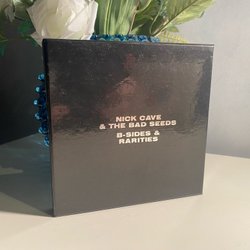 NICK CAVE
& THE BAD SEEDS
B-SIDES &
RARITIES